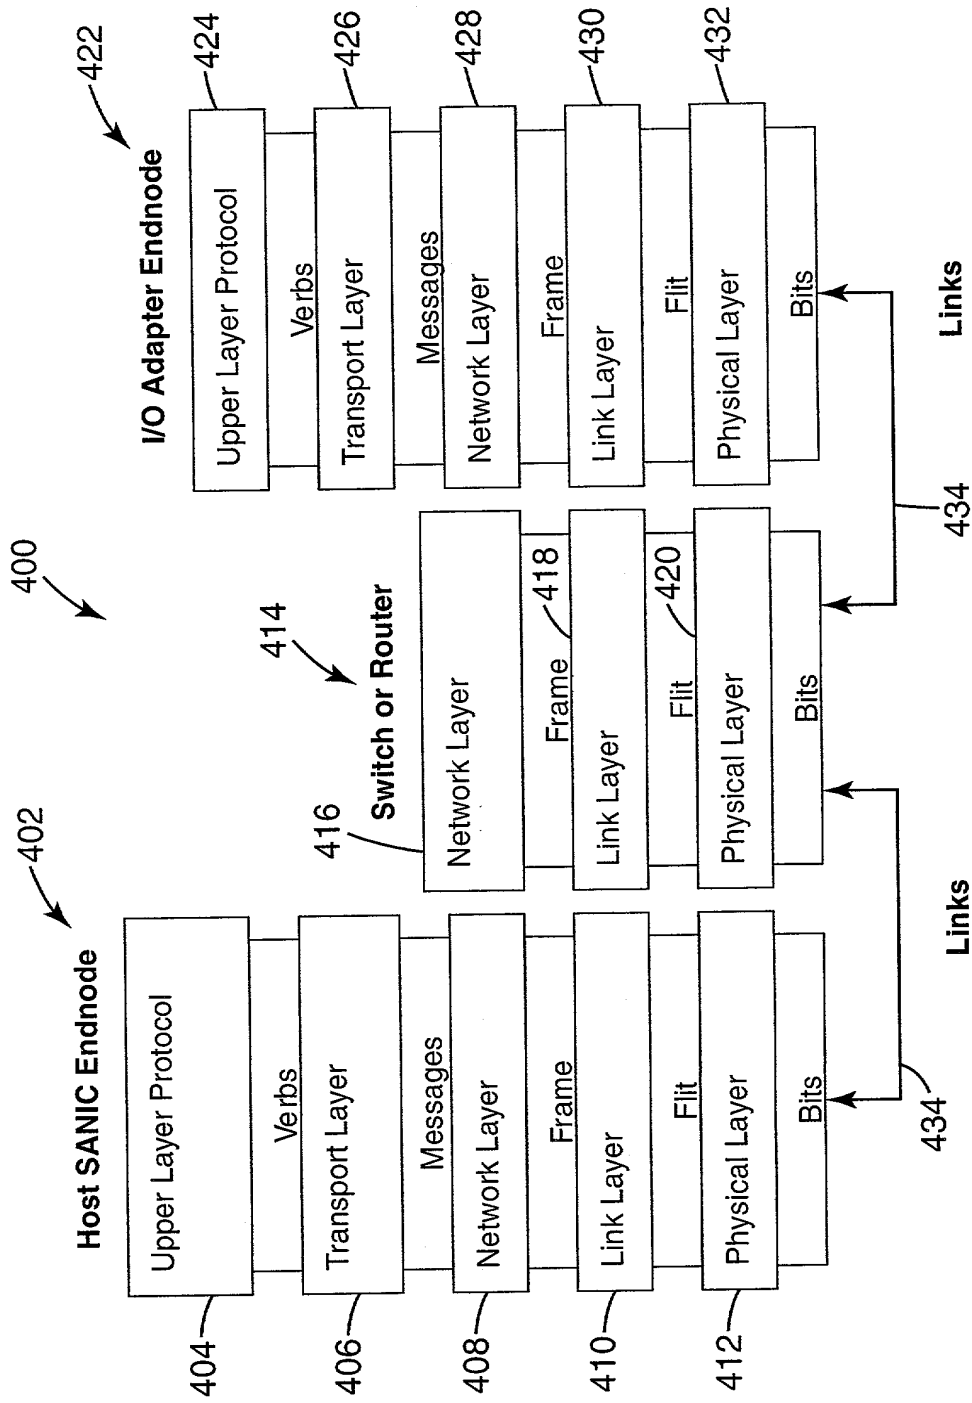 400
Host SANIC Endnode
402
404
Upper Layer Protocol
Verbs
406
Transport Layer
Messages
408
Network Layer
Frame
410
Link Layer
Flit
412
Physical Layer
Bits
434
Links
414
Switch or Router
416
Network Layer
Frame
418
Link Layer
Flit
420
Physical Layer
Bits
I/O Adapter Endnode
422
424
Upper Layer Protocol
Verbs
426
Transport Layer
Messages
428
Network Layer
Frame
430
Link Layer
Flit
432
Physical Layer
Bits
434
Links